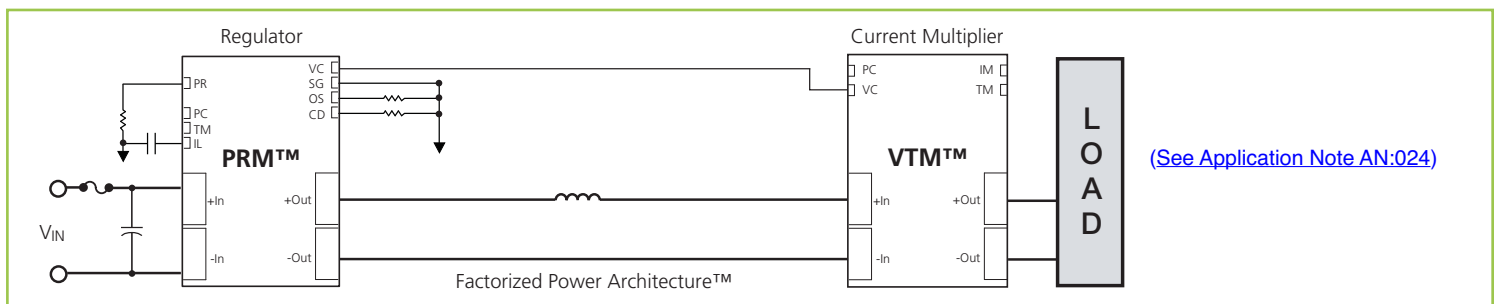 Regulator
Current Multiplier
VC
SG
OS
CD
PR
PC
TM
IL
PRM™
+In
-In
+Out
-Out
VIN
Factorized Power Architecture™
PC
VC
IM
TM
VTM™
+In
-In
+Out
-Out
L
O
A
D
(See Application Note AN:024)